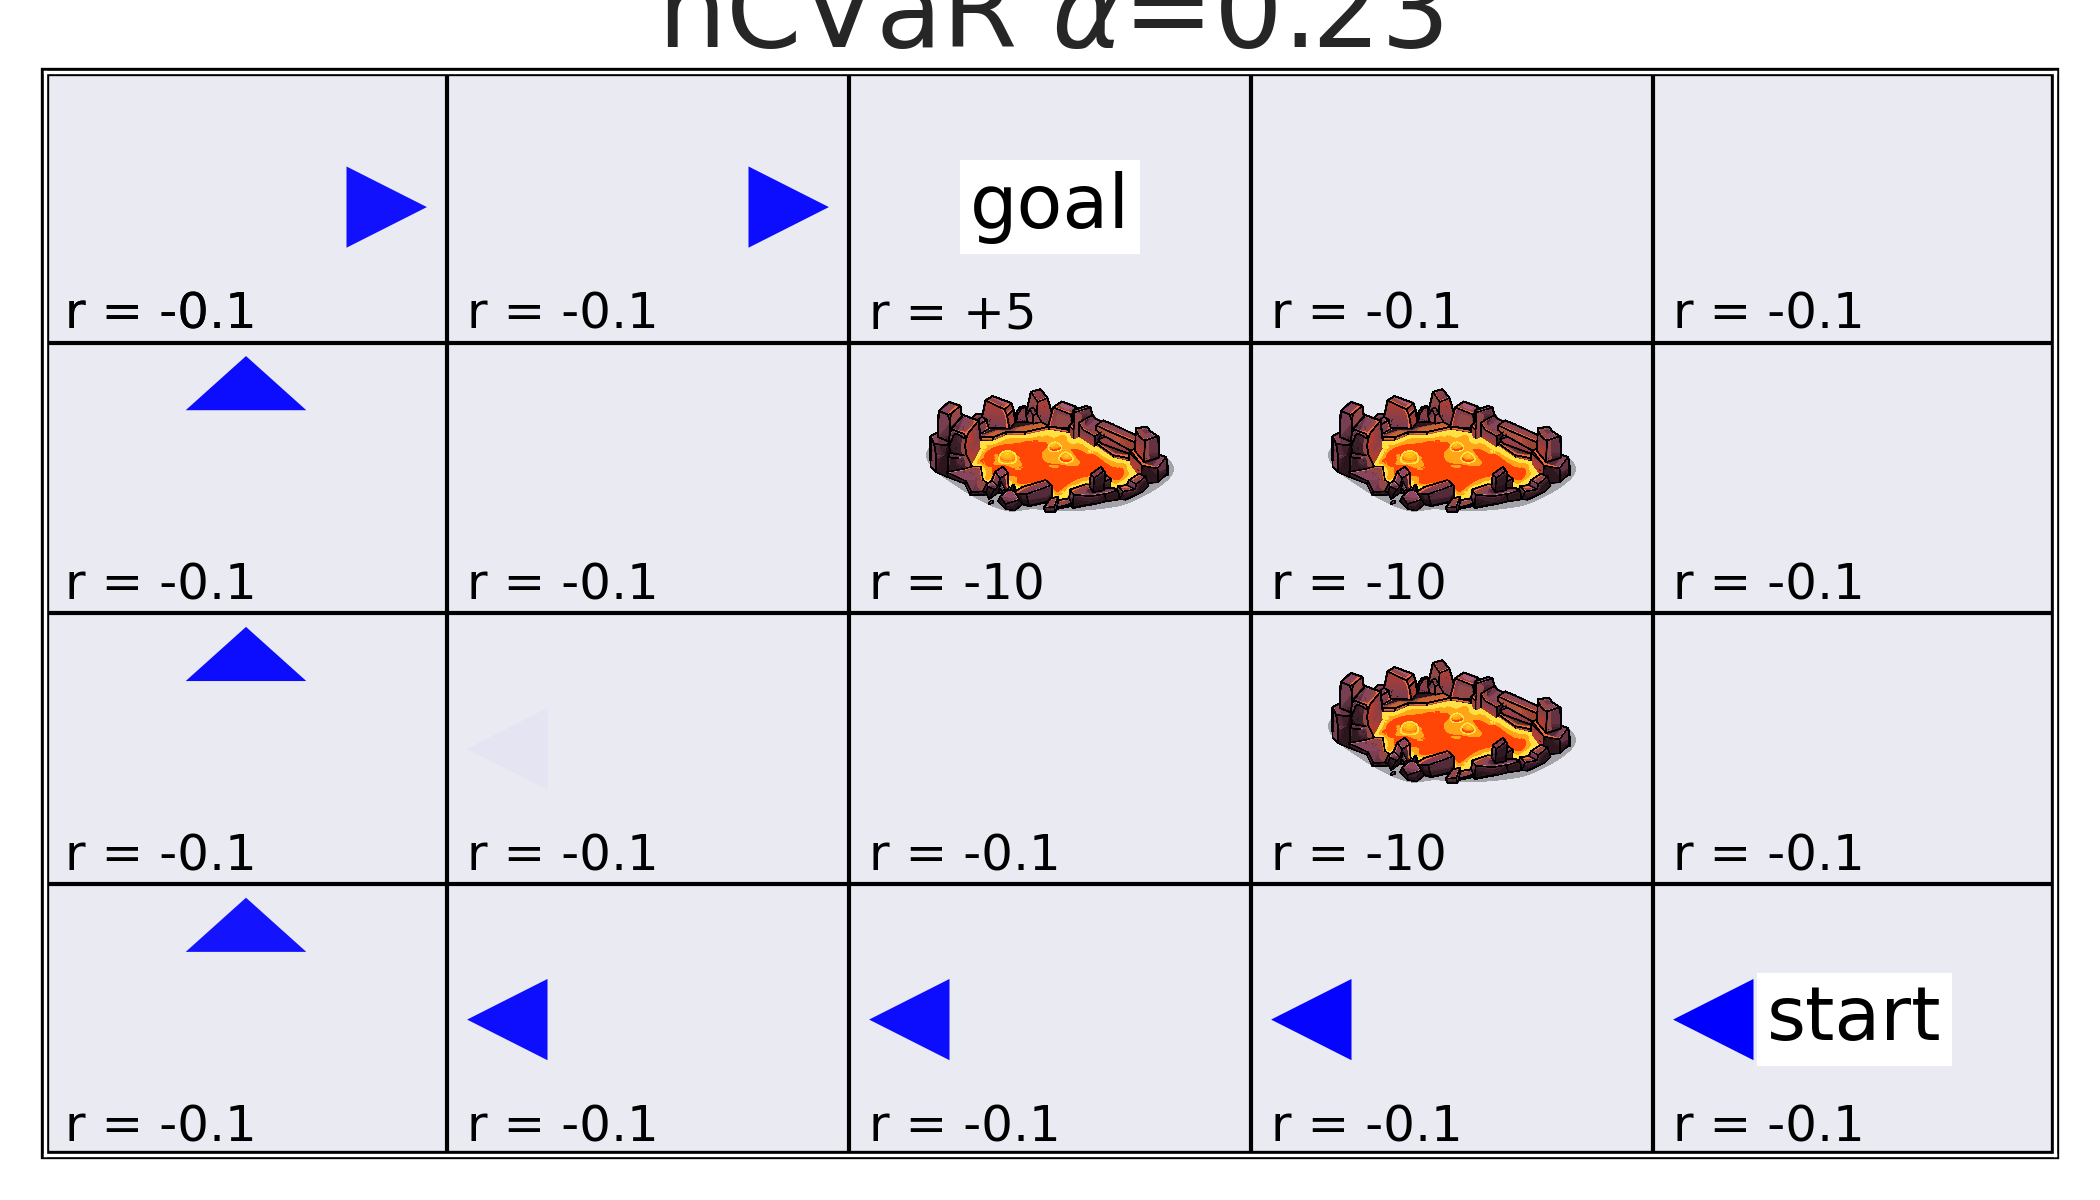 nCVaR α=0.23
goal
r = -0.1 r = -0.1 r = +5 r = -0.1 r = -0.1
r = -0.1 r = -0.1 r = -10 r = -10 r = -0.1
r = -0.1 r = -0.1 r = -0.1 r = -10 r = -0.1
start
r = -0.1 r = -0.1 r = -0.1 r = -0.1 r = -0.1